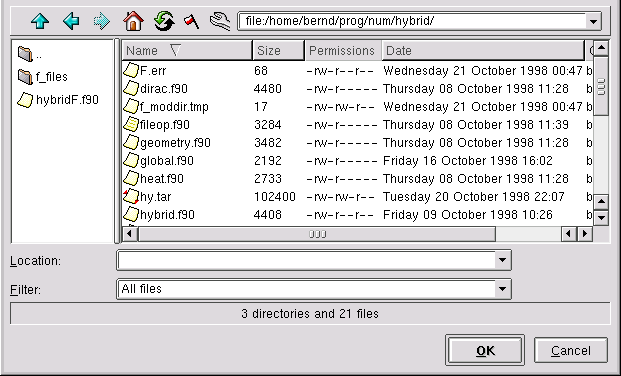 file:/home/bernd/prog/num/hybrid/
..
f_files
hybridF.f90
Name Size Permissions Date
F.err 68 -rw-r--r-- Wednesday 21 October 1998 00:47 b
dirac.f90 4480 -rw-r----- Thursday 08 October 1998 11:28 b
f_moddir.tmp 17 -rw-rw-r-- Wednesday 21 October 1998 00:47 b
fileop.f90 3284 -rw-r----- Thursday 08 October 1998 11:39 b
geometry.f90 3482 -rw-r----- Thursday 08 October 1998 11:28 b
global.f90 2192 -rw-r----- Friday 16 October 1998 16:02 b
heat.f90 2733 -rw-r----- Thursday 08 October 1998 11:28 b
hy.tar 102400 -rw-rw-r-- Tuesday 20 October 1998 22:07 b
hybrid.f90 4408 -rw-r--r-- Friday 09 October 1998 10:26 b
Location:
Filter: All files
3 directories and 21 files
OK Cancel